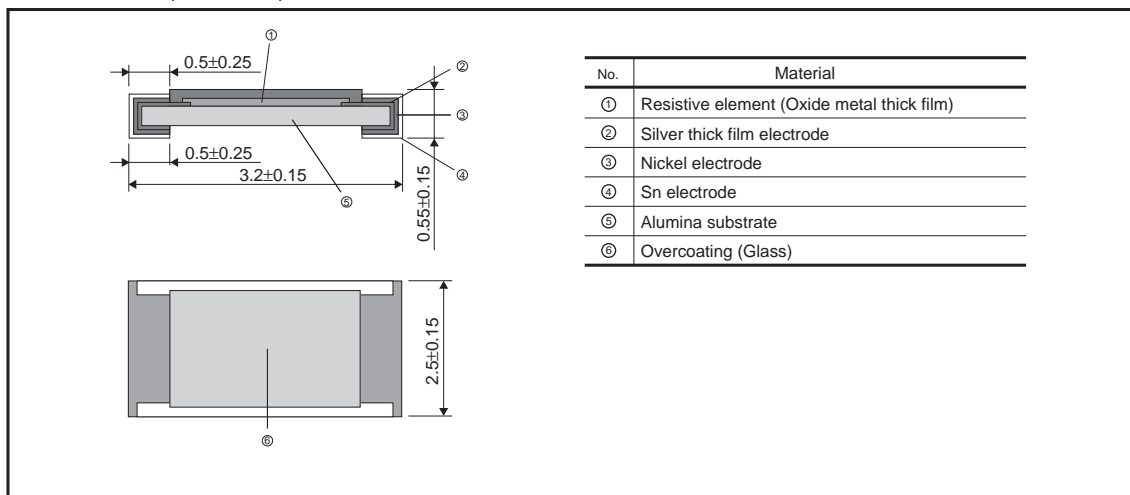 ①
0.5±0.25
②
③
0.5±0.25
3.2±0.15
④
⑤
0.55±0.15
2.5±0.15
⑥
No. Material
① Resistive element (Oxide metal thick film)
② Silver thick film electrode
③ Nickel electrode
④ Sn electrode
⑤ Alumina substrate
⑥ Overcoating (Glass)